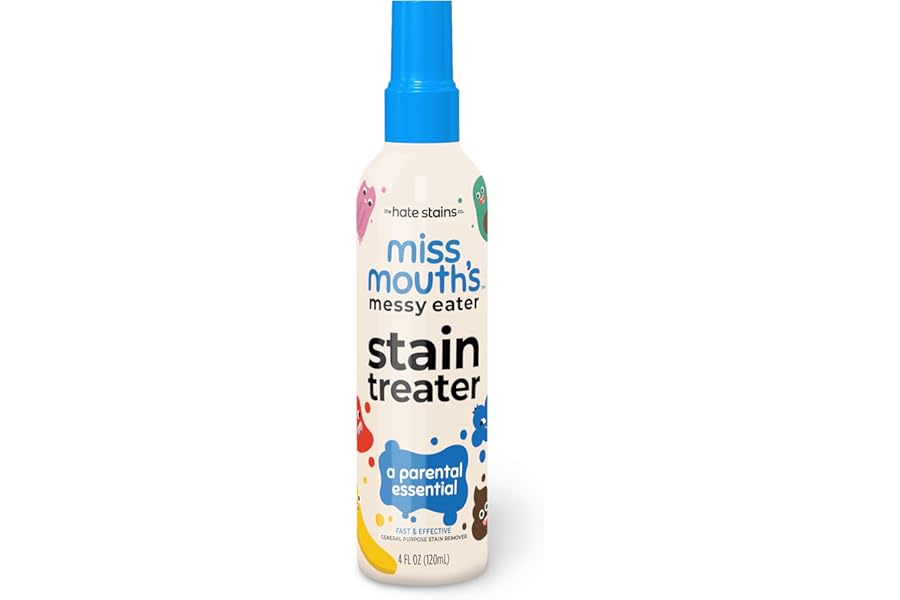 the hate stains co.
miss
mouth's™
messy eater
stain
treater
a parental
essential
FAST & EFFECTIVE
GENERAL PURPOSE STAIN REMOVER
4 FL OZ (120mL)